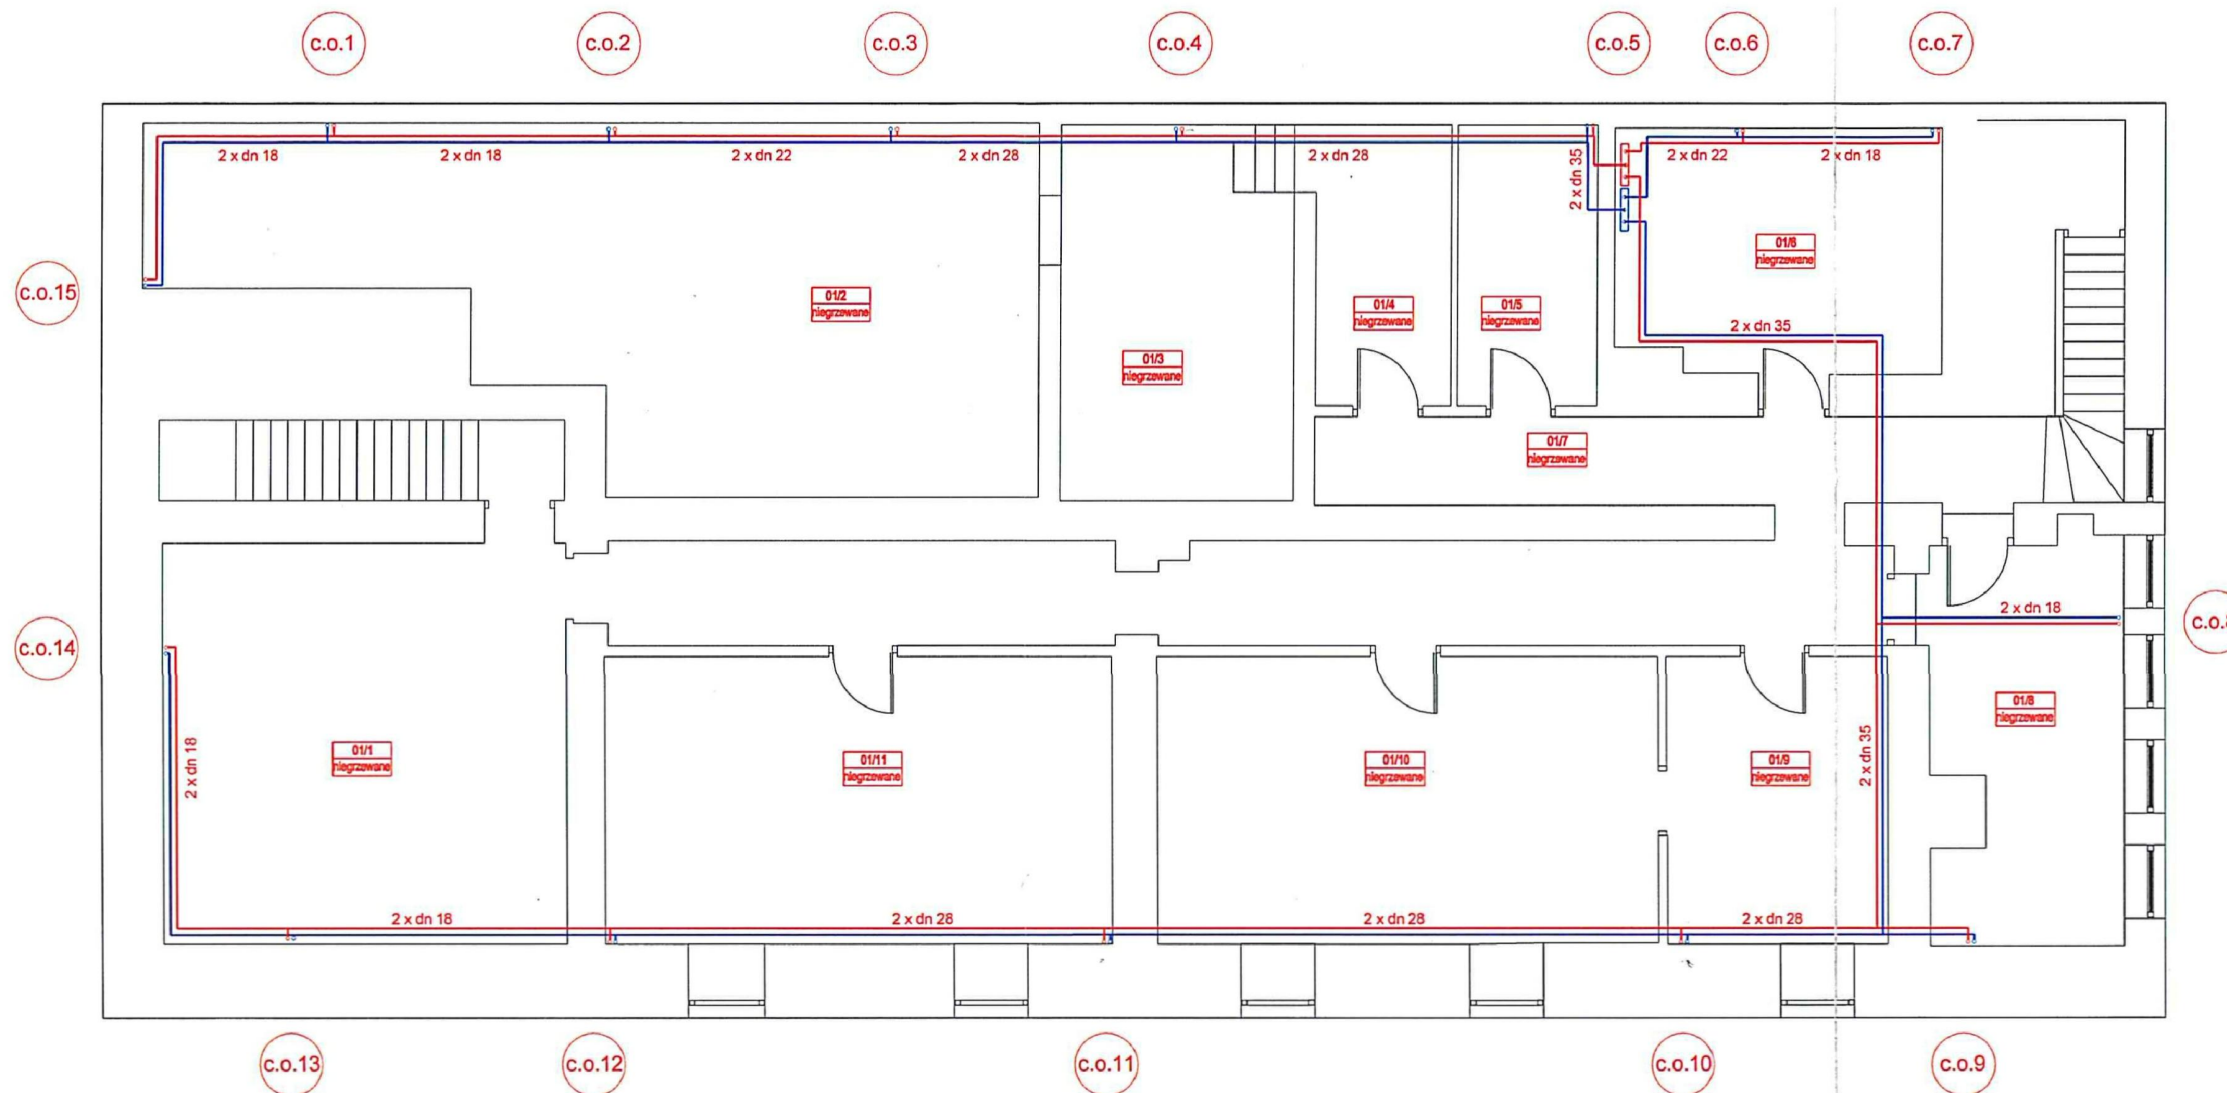 c.o.1
c.o.2
c.o.3
c.o.4
c.o.5
c.o.6
c.o.7
2 x dn 18
2 x dn 18
2 x dn 22
2 x dn 28
2 x dn 28
2 x dn 35
2 x dn 22
2 x dn 18
01/6
niegrzewane
c.o.15
01/2
niegrzewane
01/4
niegrzewane
01/5
niegrzewane
2 x dn 35
01/3
niegrzewane
01/7
niegrzewane
2 x dn 18
c.o.14
01/8
niegrzewane
2 x dn 18
01/1
niegrzewane
01/11
niegrzewane
01/10
niegrzewane
01/9
niegrzewane
2 x dn 35
2 x dn 18
2 x dn 28
2 x dn 28
2 x dn 28
c.o.13
c.o.12
c.o.11
c.o.10
c.o.9